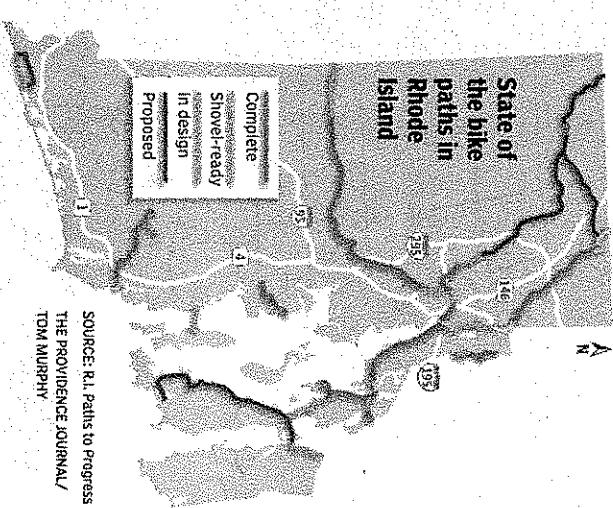 State of
the bike
paths in
Rhode
Island
Complete
Shovel-ready
In design
Proposed
N
295
146
95
195
4
1
SOURCE: R.I. Paths to Progress
THE PROVIDENCE JOURNAL/
TOM MURPHY